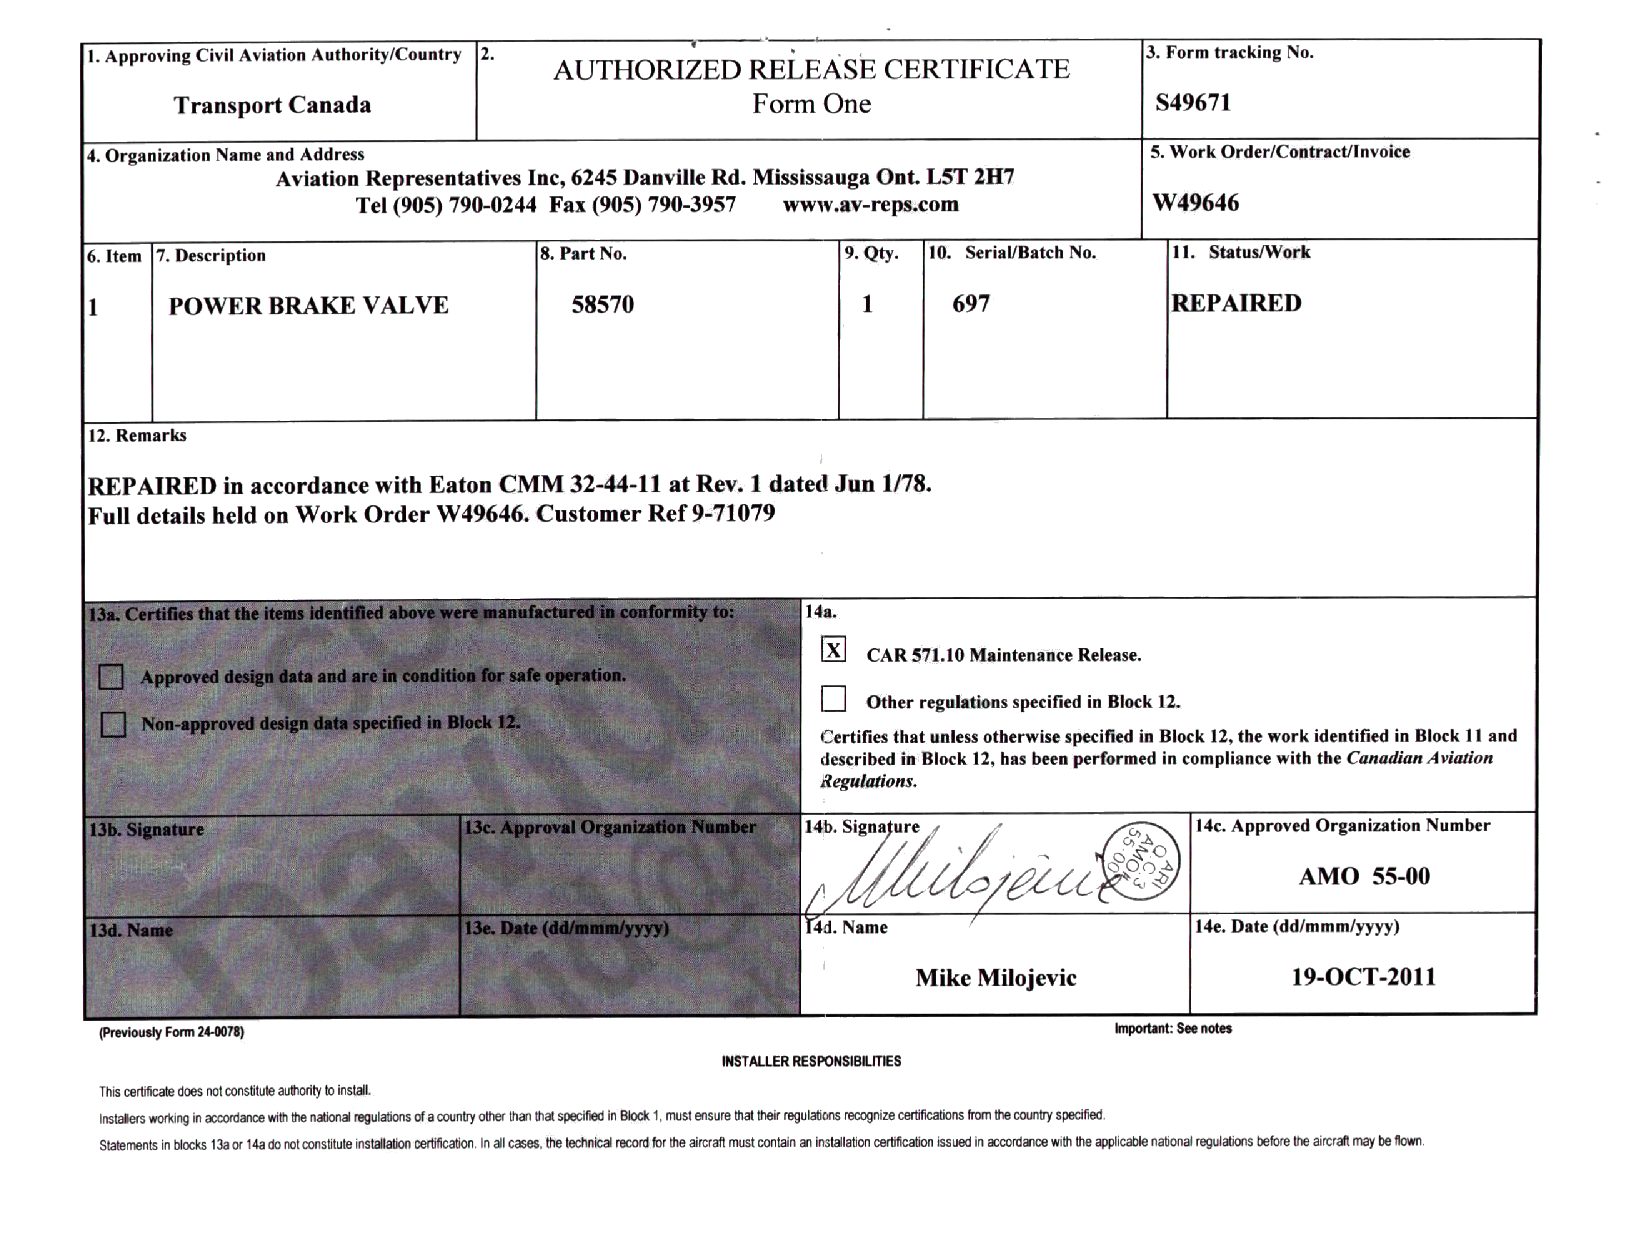 1. Approving Civil Aviation Authority/Country
Transport Canada
2.
AUTHORIZED RELEASE CERTIFICATE
Form One
3. Form tracking No.
S49671
4. Organization Name and Address
Aviation Representatives Inc, 6245 Danville Rd. Mississauga Ont. L5T 2H7
Tel (905) 790-0244 Fax (905) 790-3957 www.av-reps.com
5. Work Order/Contract/Invoice
W49646
6. Item
7. Description
8. Part No.
9. Qty.
10. Serial/Batch No.
11. Status/Work
1
POWER BRAKE VALVE
58570
1
697
REPAIRED
12. Remarks
REPAIRED in accordance with Eaton CMM 32-44-11 at Rev. 1 dated Jun 1/78.
Full details held on Work Order W49646. Customer Ref 9-71079
13a. Certifies that the items identified above were manufactured in conformity to:
Approved design data and are in condition for safe operation.
Non-approved design data specified in Block 12.
14a.
X CAR 571.10 Maintenance Release.
Other regulations specified in Block 12.
Certifies that unless otherwise specified in Block 12, the work identified in Block 11 and
described in Block 12, has been performed in compliance with the Canadian Aviation
Regulations.
13b. Signature
13c. Approval Organization Number
14b. Signature
Milojevic
ARI
Q.C.3
AMO
55-00
14c. Approved Organization Number
AMO 55-00
13d. Name
13e. Date (dd/mmm/yyyy)
14d. Name
Mike Milojevic
14e. Date (dd/mmm/yyyy)
19-OCT-2011
(Previously Form 24-0078)
Important: See notes
INSTALLER RESPONSIBILITIES
This certificate does not constitute authority to install.
Installers working in accordance with the national regulations of a country other than that specified in Block 1, must ensure that their regulations recognize certifications from the country specified.
Statements in blocks 13a or 14a do not constitute installation certification. In all cases, the technical record for the aircraft must contain an installation certification issued in accordance with the applicable national regulations before the aircraft may be flown.